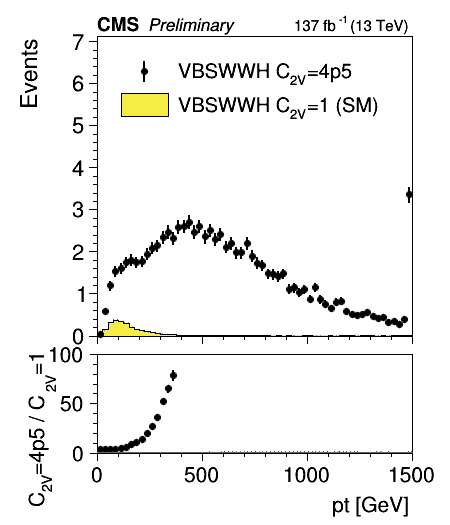 CMS Preliminary 137 fb⁻¹ (13 TeV)
Events
7
6
5
4
3
2
1
0
VBSWWH C₂ᵥ=4p5
VBSWWH C₂ᵥ=1 (SM)
C₂ᵥ=4p5 / C₂ᵥ=1
100
50
0
0 500 1000 1500
pt [GeV]